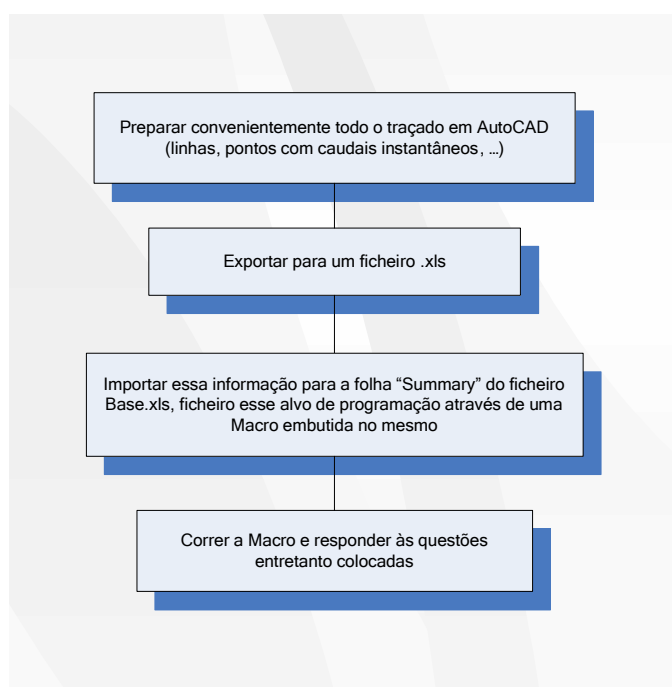 Preparar convenientemente todo o traçado em AutoCAD
(linhas, pontos com caudais instantâneos, ...)
Exportar para um ficheiro .xls
Importar essa informação para a folha “Summary” do ficheiro
Base.xls, ficheiro esse alvo de programação através de uma
Macro embutida no mesmo
Correr a Macro e responder às questões
entretanto colocadas